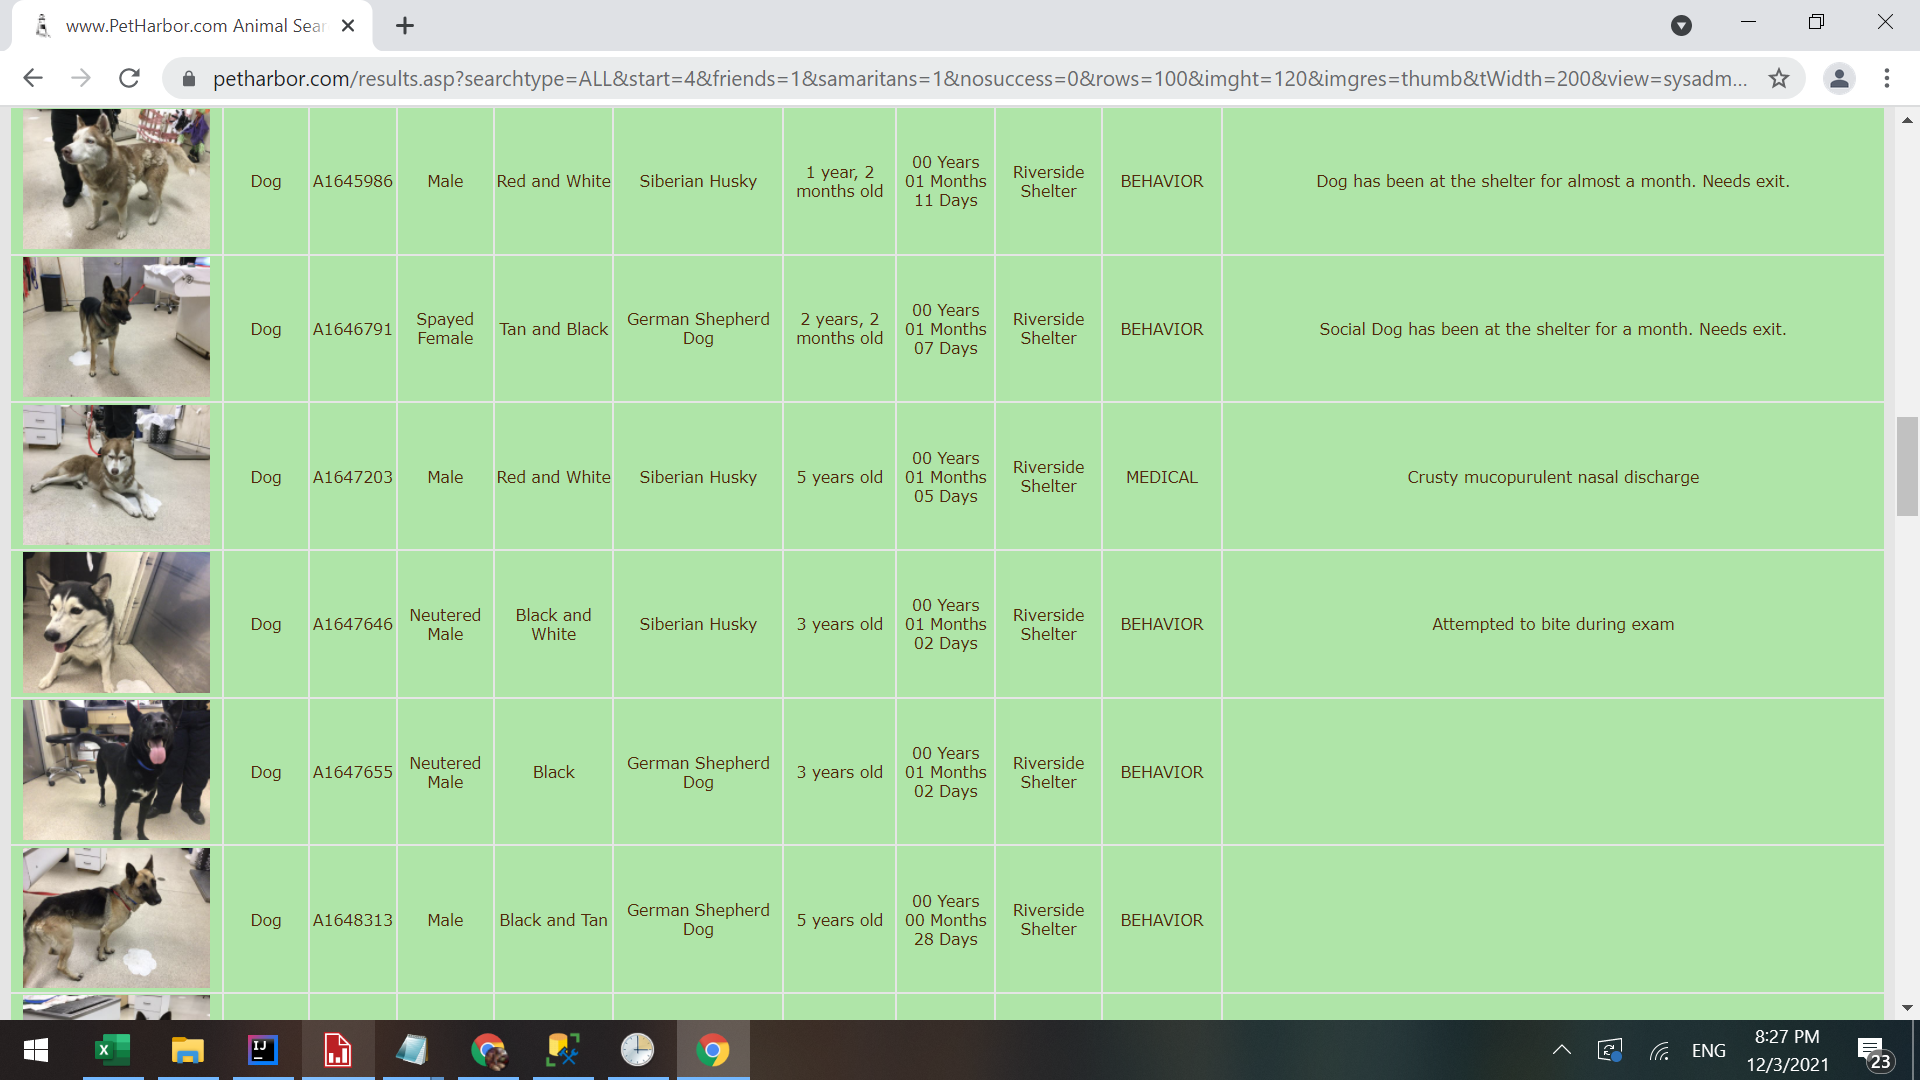 www.PetHarbor.com Animal Sear
petharbor.com/results.asp?searchtype=ALL&start=4&friends=1&samaritans=1&nosuccess=0&rows=100&imght=120&imgres=thumb&tWidth=200&view=sysadm...
Dog A1645986 Male Red and White Siberian Husky 1 year, 2 months old 00 Years 01 Months 11 Days Riverside Shelter BEHAVIOR Dog has been at the shelter for almost a month. Needs exit.
Dog A1646791 Spayed Female Tan and Black German Shepherd Dog 2 years, 2 months old 00 Years 01 Months 07 Days Riverside Shelter BEHAVIOR Social Dog has been at the shelter for a month. Needs exit.
Dog A1647203 Male Red and White Siberian Husky 5 years old 00 Years 01 Months 05 Days Riverside Shelter MEDICAL Crusty mucopurulent nasal discharge
Dog A1647646 Neutered Male Black and White Siberian Husky 3 years old 00 Years 01 Months 02 Days Riverside Shelter BEHAVIOR Attempted to bite during exam
Dog A1647655 Neutered Male Black German Shepherd Dog 3 years old 00 Years 01 Months 02 Days Riverside Shelter BEHAVIOR
Dog A1648313 Male Black and Tan German Shepherd Dog 5 years old 00 Years 00 Months 28 Days Riverside Shelter BEHAVIOR
X
IJ
ENG
8:27 PM
12/3/2021
23